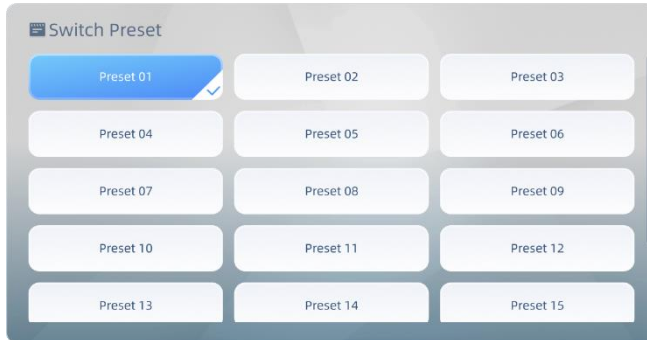 Switch Preset
Preset 01 Preset 02 Preset 03
Preset 04 Preset 05 Preset 06
Preset 07 Preset 08 Preset 09
Preset 10 Preset 11 Preset 12
Preset 13 Preset 14 Preset 15